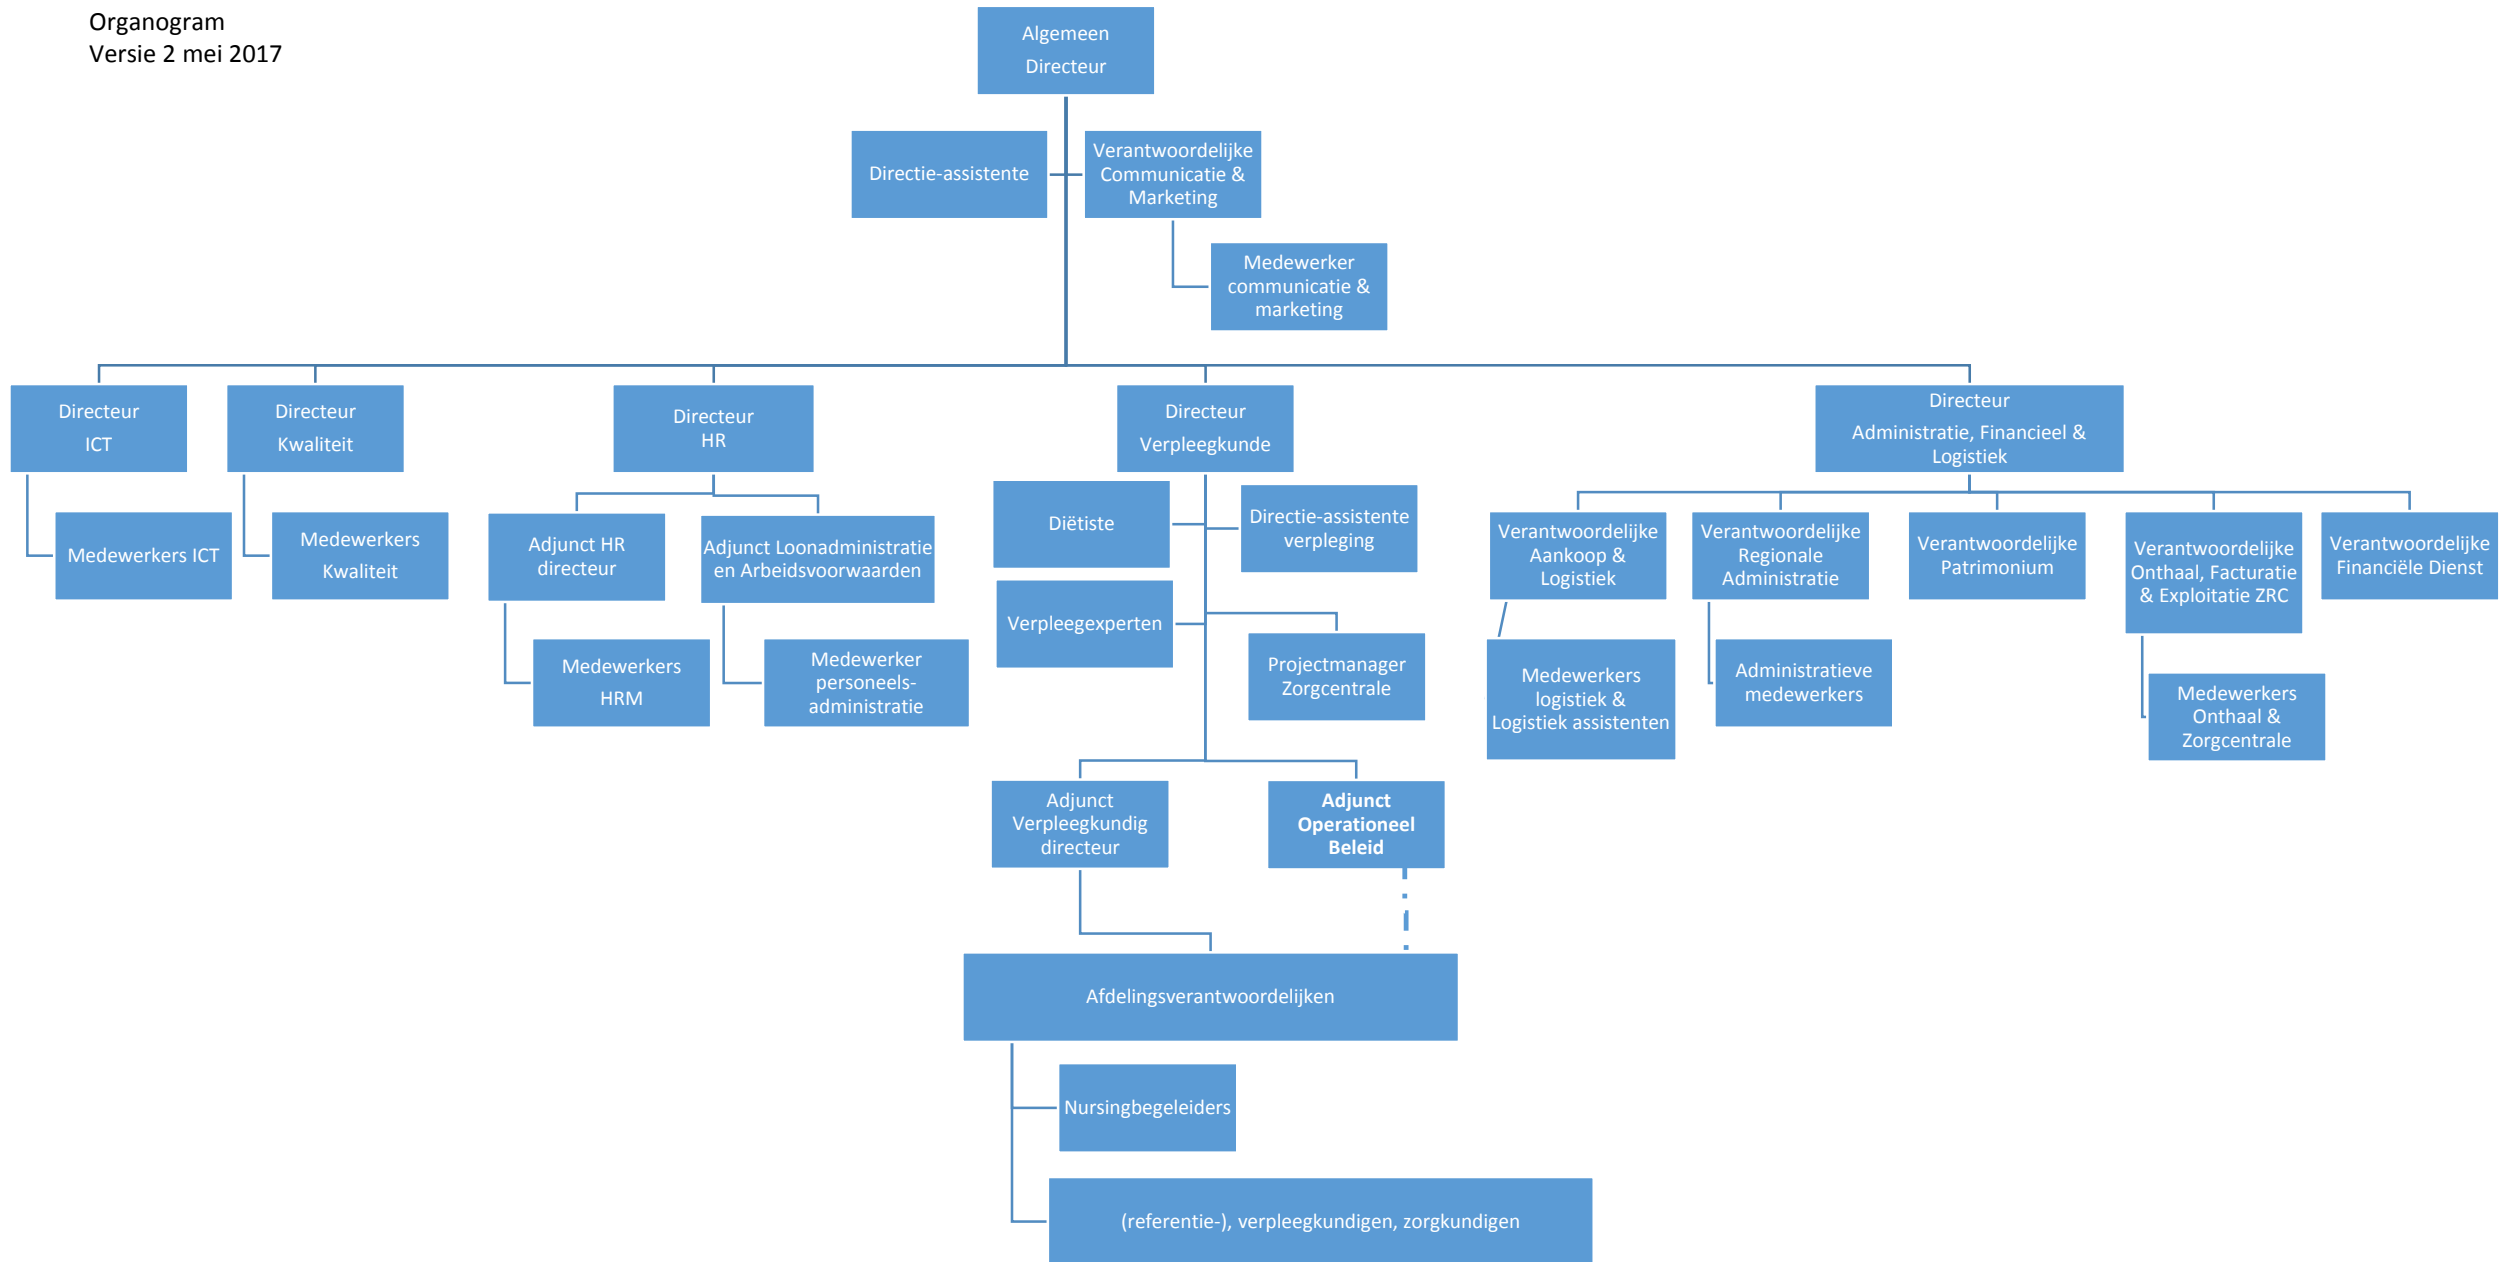 Organogram
Versie 2 mei 2017
Algemeen
Directeur
Directie-assistente
Verantwoordelijke
Communicatie &
Marketing
Medewerker
communicatie &
marketing
Directeur
ICT
Directeur
Kwaliteit
Directeur
HR
Directeur
Verpleegkunde
Directeur
Administratie, Financieel &
Logistiek
Medewerkers ICT
Medewerkers
Kwaliteit
Adjunct HR
directeur
Adjunct Loonadministratie
en Arbeidsvoorwaarden
Medewerkers
HRM
Medewerker
personeels-
administratie
Diëtiste
Directie-assistente
verpleging
Verpleegexperten
Projectmanager
Zorgcentrale
Verantwoordelijke
Aankoop &
Logistiek
Verantwoordelijke
Regionale
Administratie
Verantwoordelijke
Patrimonium
Verantwoordelijke
Onthaal, Facturatie
& Exploitatie ZRC
Verantwoordelijke
Financiële Dienst
Medewerkers
logistiek &
Logistiek assistenten
Administratieve
medewerkers
Medewerkers
Onthaal &
Zorgcentrale
Adjunct
Verpleegkundig
directeur
Adjunct
Operationeel
Beleid
Afdelingsverantwoordelijken
Nursingbegeleiders
(referentie-), verpleegkundigen, zorgkundigen